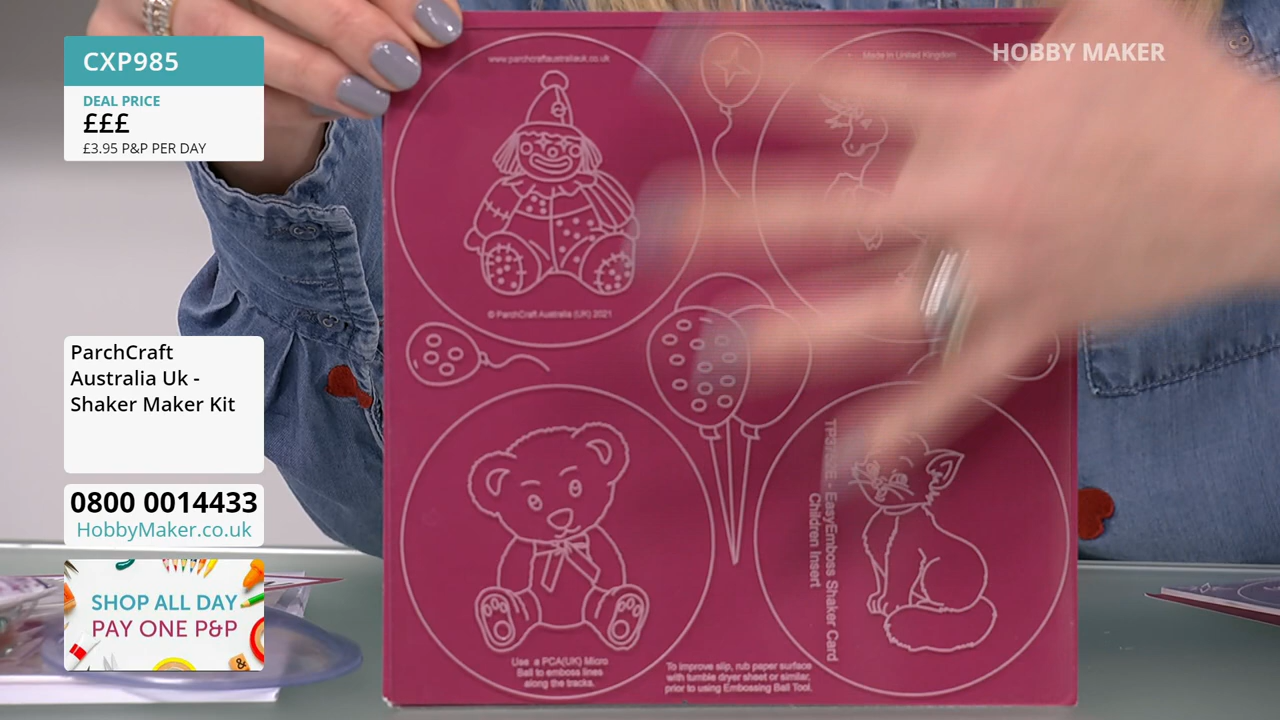 CXP985
DEAL PRICE
£££
£3.95 P&P PER DAY
HOBBY MAKER
www.parchcraftaustraliauk.co.uk
Made in United Kingdom
© ParchCraft Australia (UK) 2021
ParchCraft
Australia Uk -
Shaker Maker Kit
0800 0014433
HobbyMaker.co.uk
SHOP ALL DAY
PAY ONE P&P
&
EasyEmboss Shaker Card
Children Insert
Use a PCA(UK) Micro
Ball to emboss lines
along the tracks.
To improve slip, rub paper surface
with tumble dryer sheet or similar,
prior to using Embossing Ball Tool.